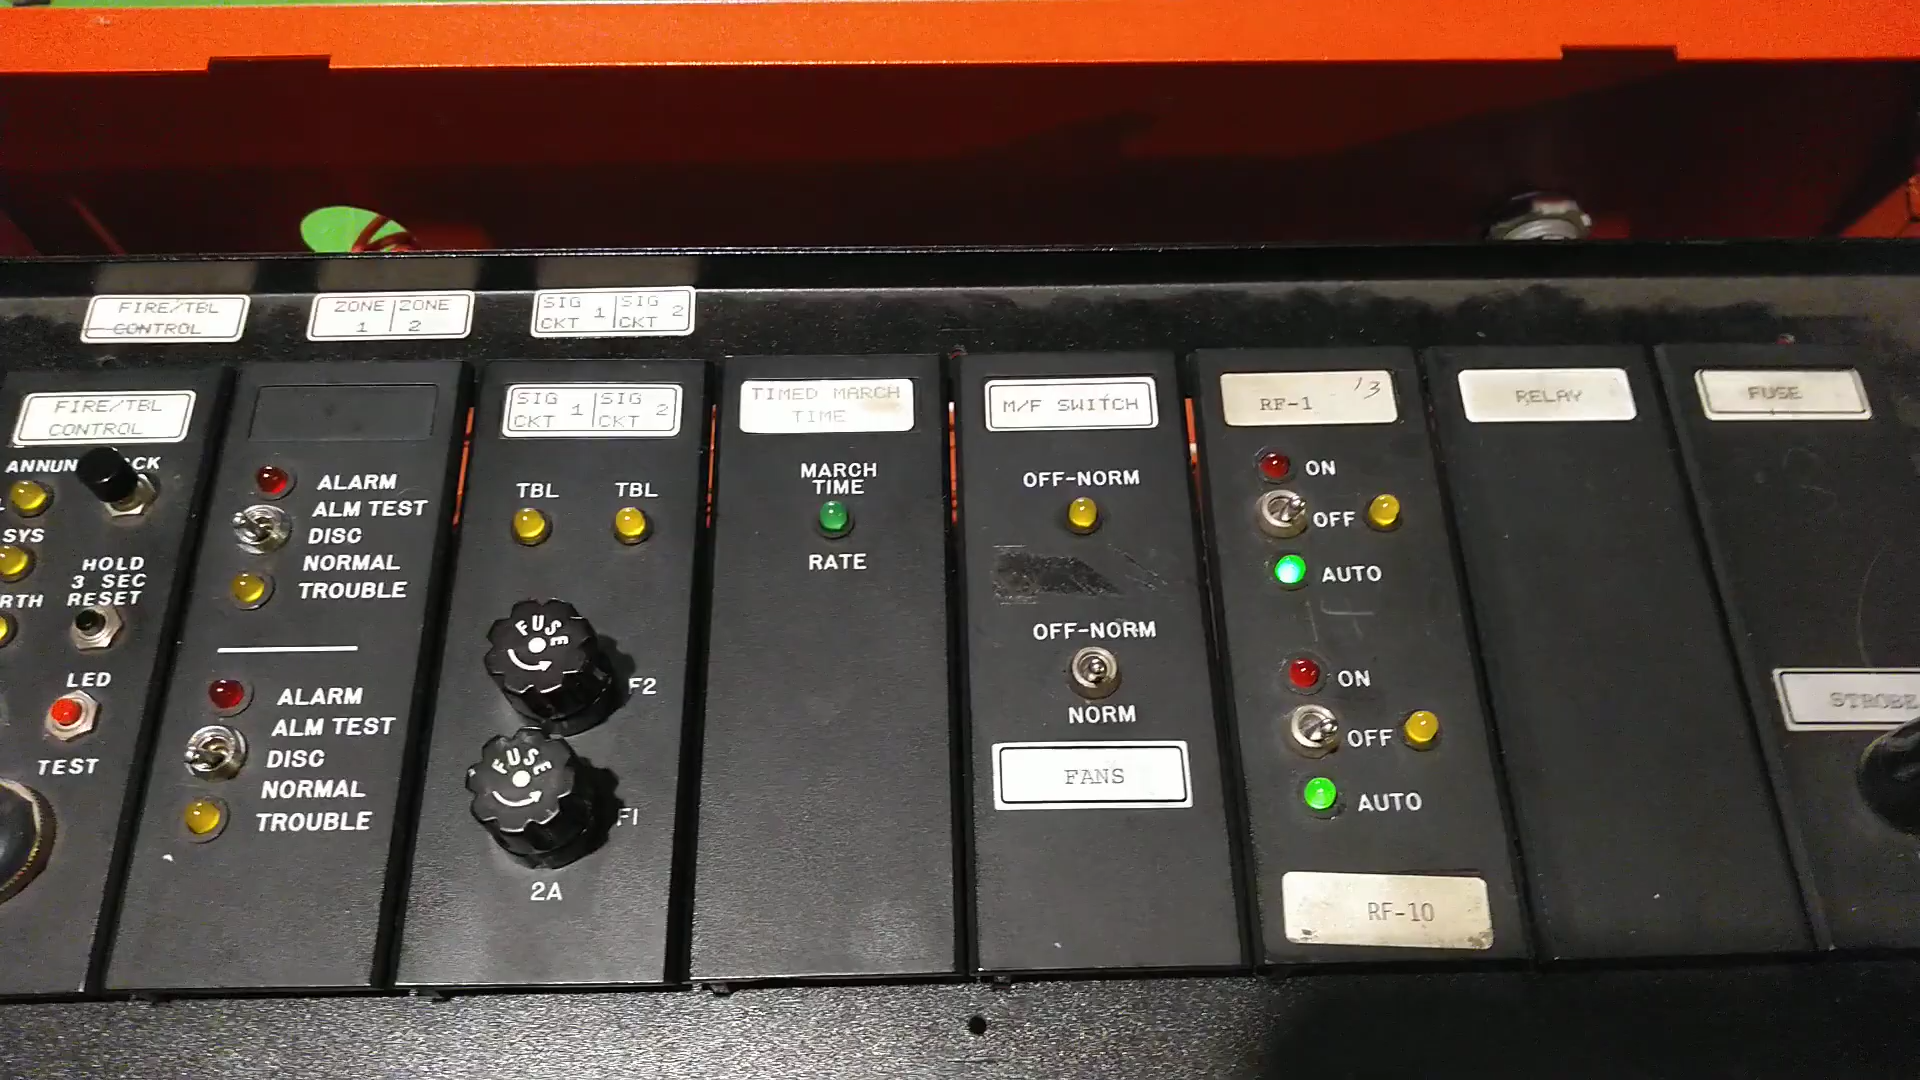 FIRE/TBL
CONTROL
ZONE 1 | ZONE 2
SIG CKT 1 | SIG CKT 2
FIRE/TBL
CONTROL
ANNUN
SYS
HOLD
3 SEC
RESET
LED
TEST
ALARM
ALM TEST
DISC
NORMAL
TROUBLE
ALARM
ALM TEST
DISC
NORMAL
TROUBLE
SIG CKT 1 | SIG CKT 2
TBL TBL
FUSE
F2
FUSE
F1
2A
TIMED MARCH
TIME
MARCH
TIME
RATE
M/F SWITCH
OFF-NORM
OFF-NORM
NORM
FANS
RF-1 13
ON
OFF
AUTO
14
ON
OFF
AUTO
RF-10
RELAY
FUSE
STROBE